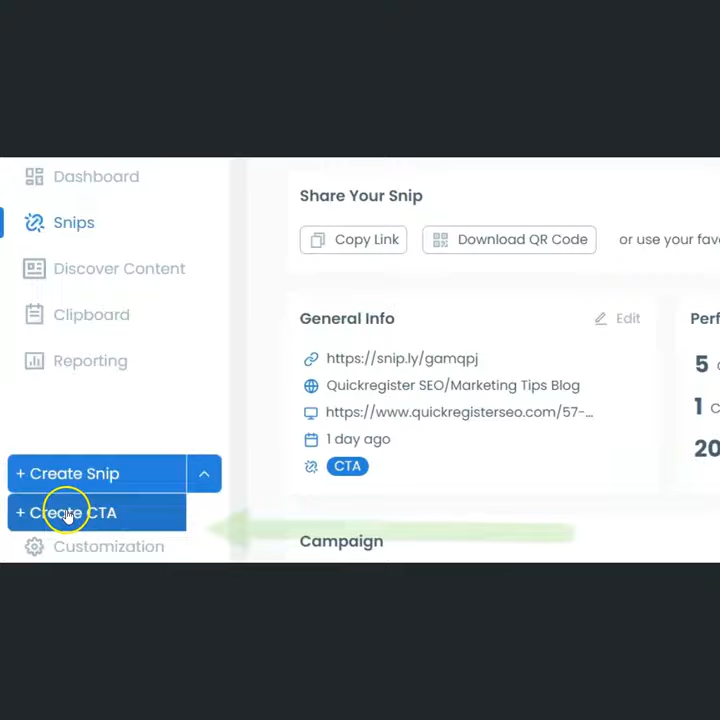 Dashboard
Snips
Discover Content
Clipboard
Reporting
+ Create Snip
+ Create CTA
Customization
Share Your Snip
Copy Link
Download QR Code
or use your fav
General Info
Edit
https://snip.ly/gamqpj
Quickregister SEO/Marketing Tips Blog
https://www.quickregisterseo.com/57-...
1 day ago
CTA
Campaign
Perf
5 c
1 c
20